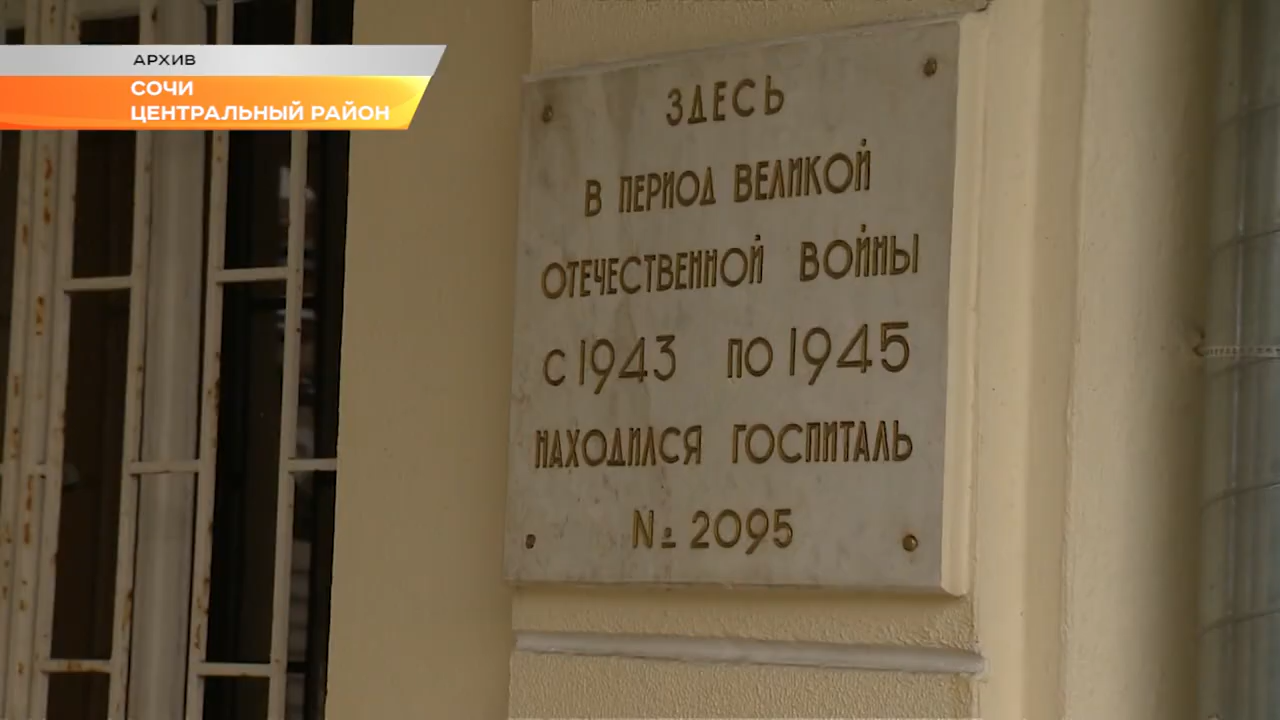 АРХИВ
СОЧИ
ЦЕНТРАЛЬНЫЙ РАЙОН
ЗДЕСЬ
В ПЕРИОД ВЕЛИКОЙ
ОТЕЧЕСТВЕННОЙ ВОЙНЫ
С 1943 ПО 1945
НАХОДИЛСЯ ГОСПИТАЛЬ
№ 2095